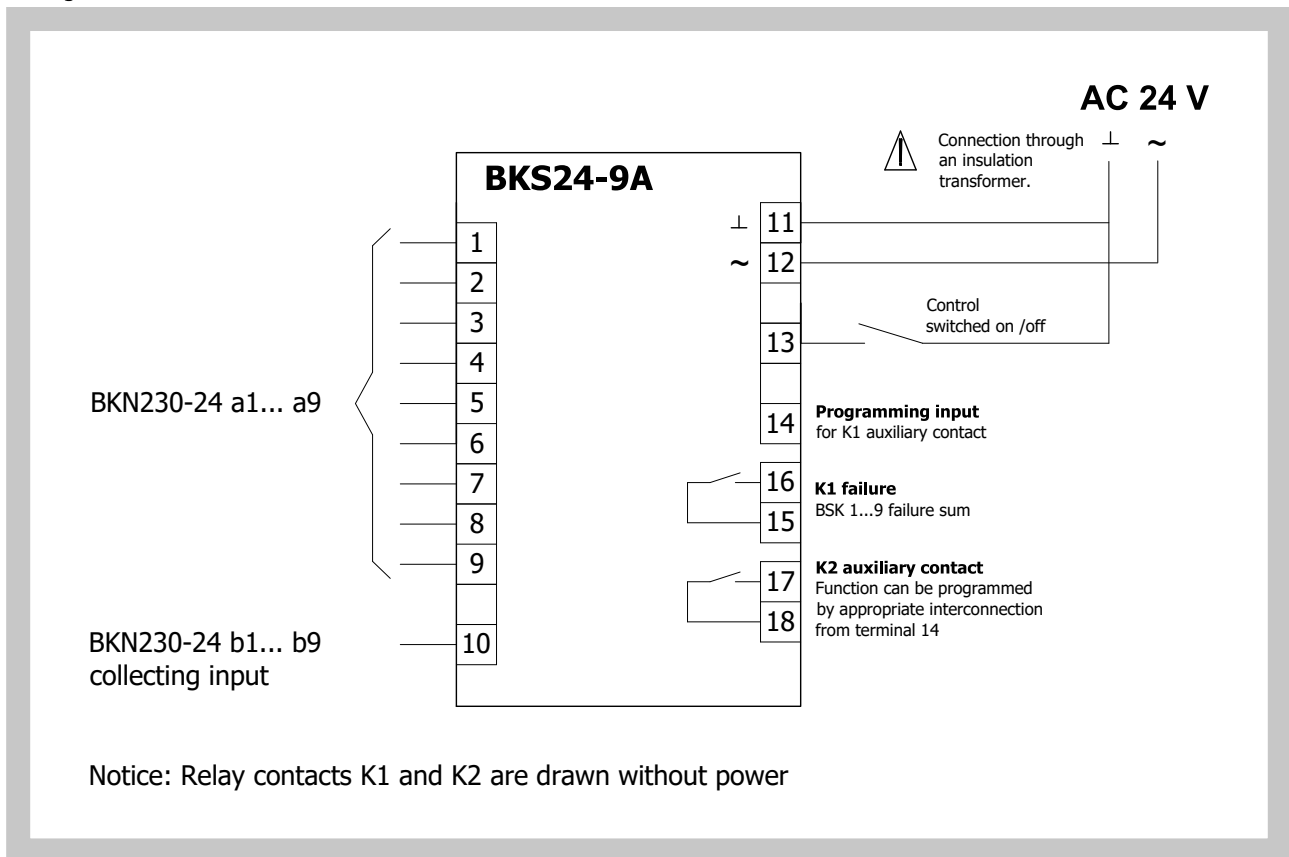 AC 24 V
Connection through
an insulation
transformer.
⊥ ~
BKS24-9A
1
2
3
4
5
6
7
8
9
10
BKN230-24 a1... a9
BKN230-24 b1... b9
collecting input
⊥ 11
~ 12
13
Control
switched on /off
14
Programming input
for K1 auxiliary contact
16
15
K1 failure
BSK 1...9 failure sum
17
18
K2 auxiliary contact
Function can be programmed
by appropriate interconnection
from terminal 14
Notice: Relay contacts K1 and K2 are drawn without power